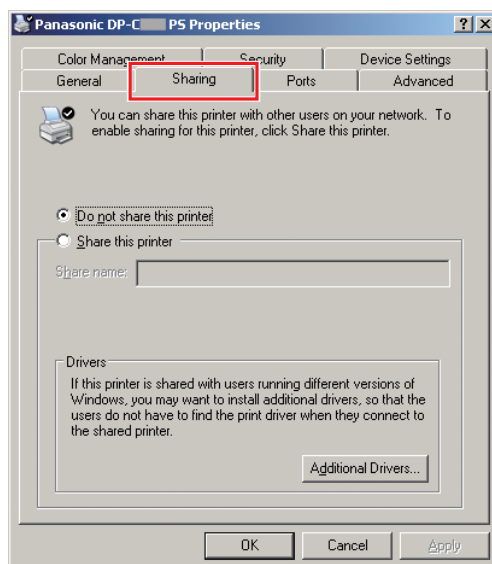 Panasonic DP-C PS Properties
Color Management Security Device Settings
General Sharing Ports Advanced
You can share this printer with other users on your network. To
enable sharing for this printer, click Share this printer.
Do not share this printer
Share this printer
Share name:
Drivers
If this printer is shared with users running different versions of
Windows, you may want to install additional drivers, so that the
users do not have to find the print driver when they connect to
the shared printer.
Additional Drivers...
OK Cancel Apply